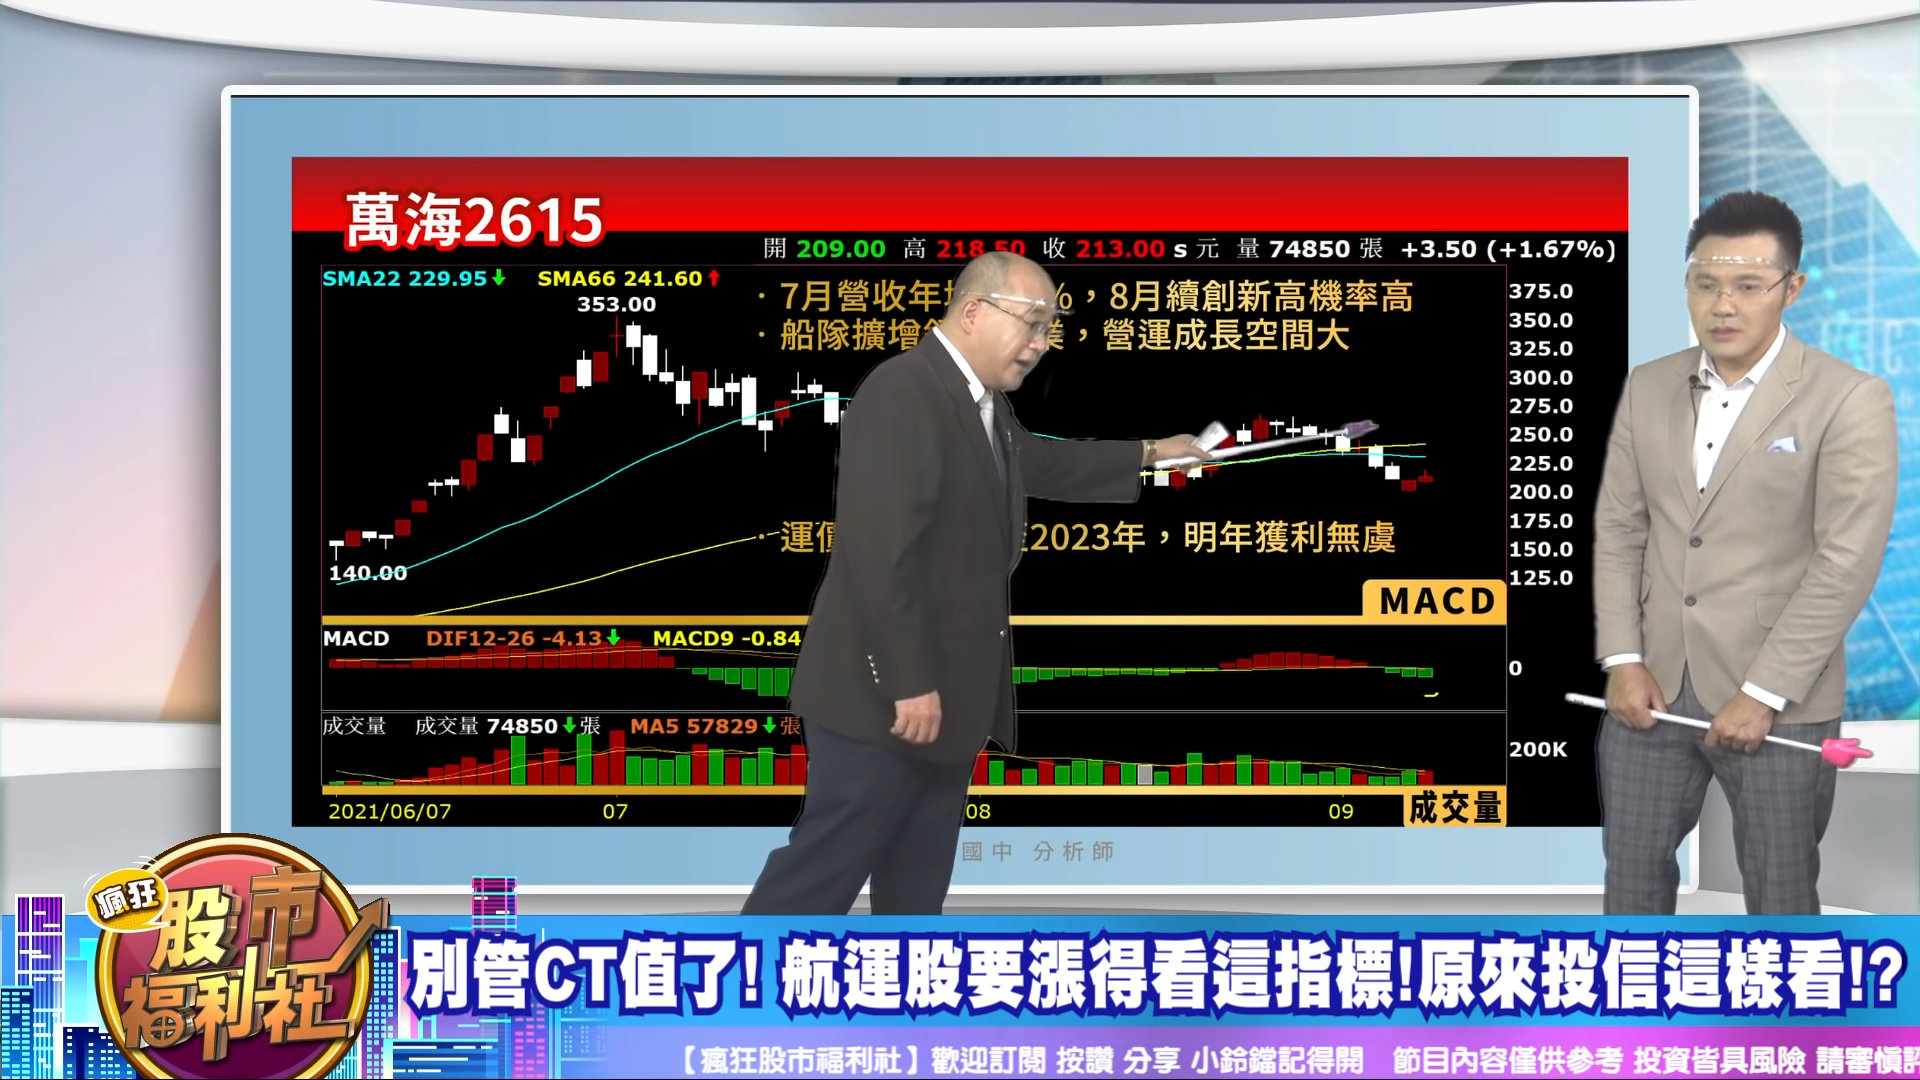 萬海2615
開 209.00 高 218.50 收 213.00 s 元 量 74850 張 +3.50 (+1.67%)
SMA22 229.95↓ SMA66 241.60↑
353.00
· 7月營收年 %，8月續創新高機率高
· 船隊擴增 業，營運成長空間大
· 運價 2023年，明年獲利無虞
140.00
375.0
350.0
325.0
300.0
275.0
250.0
225.0
200.0
175.0
150.0
125.0
MACD
MACD DIF12-26 -4.13↓ MACD9 -0.84
0
成交量 成交量 74850↓張 MA5 57829↓張
200K
2021/06/07 07 08 09
成交量
國中 分析師
瘋狂
股市
福利社
別管CT值了! 航運股要漲得看這指標!原來投信這樣看!?
【瘋狂股市福利社】歡迎訂閱 按讚 分享 小鈴鐺記得開 節目內容僅供參考 投資皆具風險 請審慎評